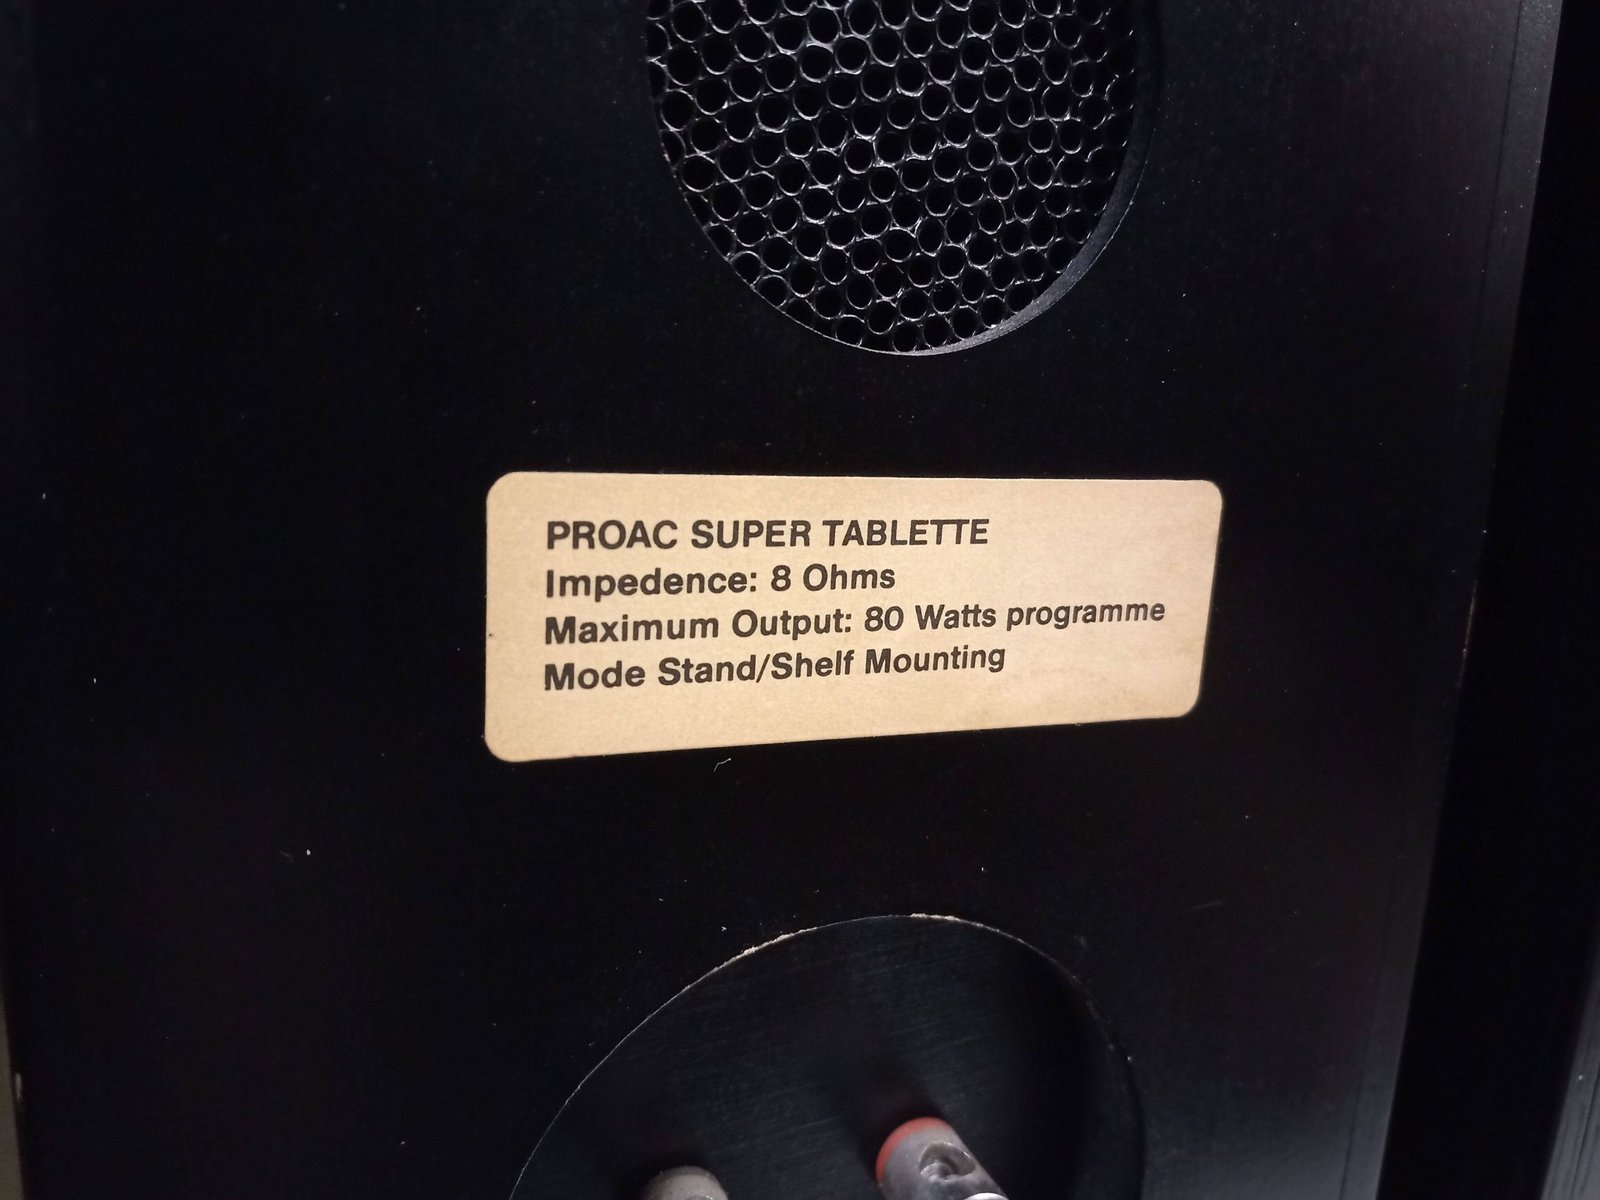 PROAC SUPER TABLETTE
Impedence: 8 Ohms
Maximum Output: 80 Watts programme
Mode Stand/Shelf Mounting